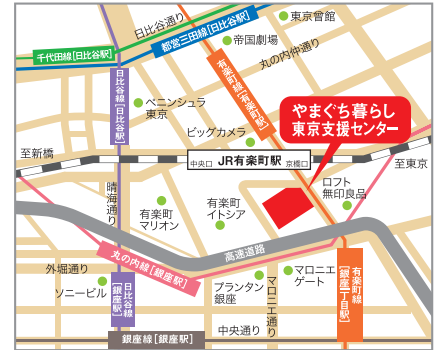 日比谷通り
東京會館
千代田線[日比谷駅]
都営三田線[日比谷駅]
帝国劇場
丸の内仲通り
有楽町線[有楽町駅]
日比谷線[日比谷駅]
ペニンシュラ
東京
ビックカメラ
やまぐち暮らし
東京支援センター
至新橋
中央口 JR有楽町駅 京橋口
至東京
晴海通り
有楽町
マリオン
有楽町
イトシア
ロフト
無印良品
丸の内線[銀座駅]
高速道路
外堀通り
ソニービル
日比谷線
[銀座駅]
プランタン
銀座
マロニエ通り
マロニエ
ゲート
有楽町線
[銀座一丁目駅]
銀座線[銀座駅]
中央通り